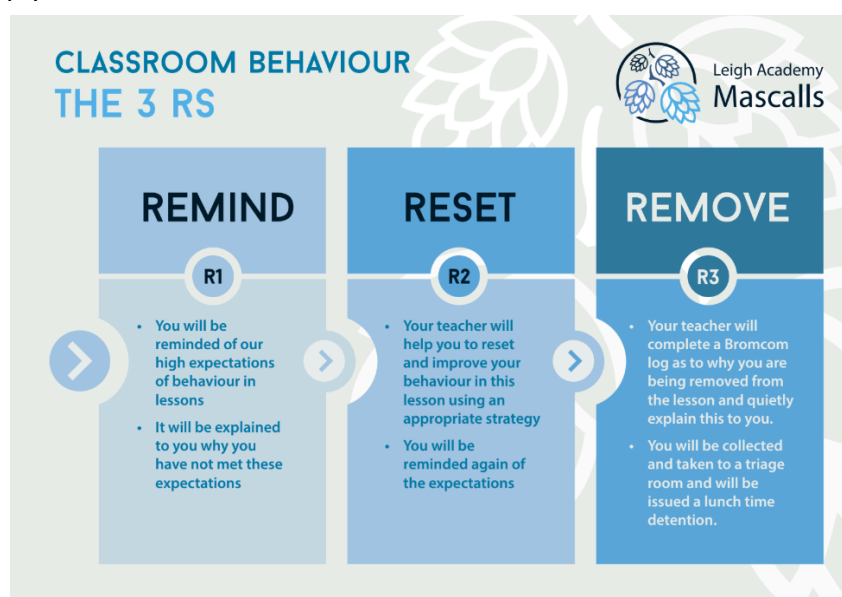 CLASSROOM BEHAVIOUR
THE 3 RS
Leigh Academy
Mascalls
REMIND
R1
• You will be
reminded of our
high expectations
of behaviour in
lessons
• It will be explained
to you why you
have not met these
expectations
RESET
R2
• Your teacher will
help you to reset
and improve your
behaviour in this
lesson using an
appropriate strategy
• You will be
reminded again of
the expectations
REMOVE
R3
• Your teacher will
complete a Bromcom
log as to why you are
being removed from
the lesson and quietly
explain this to you.
• You will be collected
and taken to a triage
room and will be
issued a lunch time
detention.